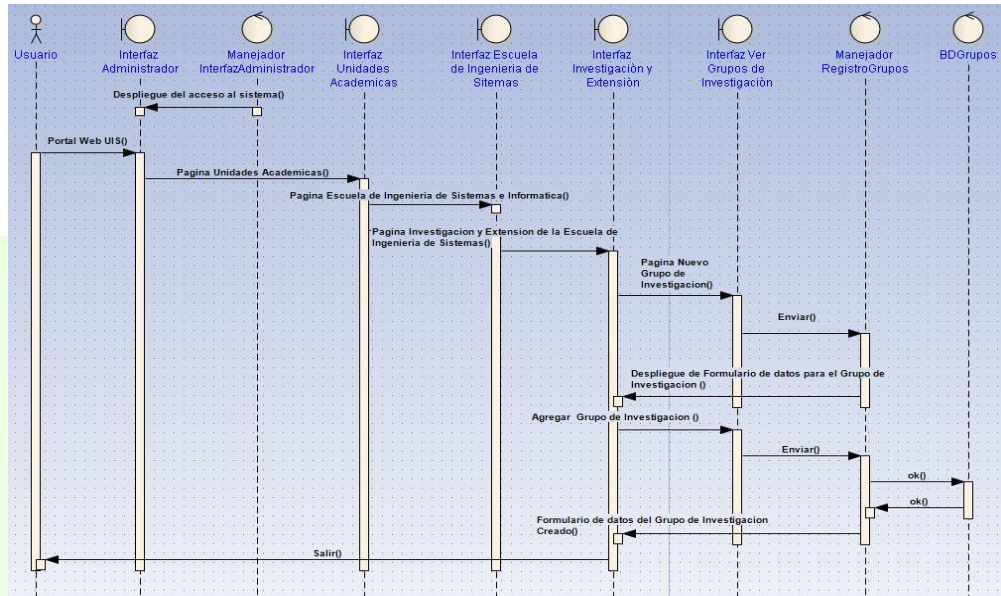 Usuario
Interfaz
Administrador
Manejador
InterfazAdministrador
Interfaz
Unidades
Academicas
Interfaz Escuela
de Ingenieria de
Sitemas
Interfaz
Investigaciòn y
Extensiòn
Interfaz Ver
Grupos de
Investigaciòn
Manejador
RegistroGrupos
BDGrupos
Despliegue del acceso al sistema()
Portal Web UIS()
Pagina Unidades Academicas()
Pagina Escuela de Ingenieria de Sistemas e Informatica()
Pagina Investigacion y Extension de la Escuela de
Ingenieria de Sistemas()
Pagina Nuevo
Grupo de
Investigacion()
Enviar()
Despliegue de Formulario de datos para el Grupo de
Investigacion ()
Agregar Grupo de Investigacion ()
Enviar()
ok()
ok()
Formulario de datos del Grupo de Investigacion
Creado()
Salir()